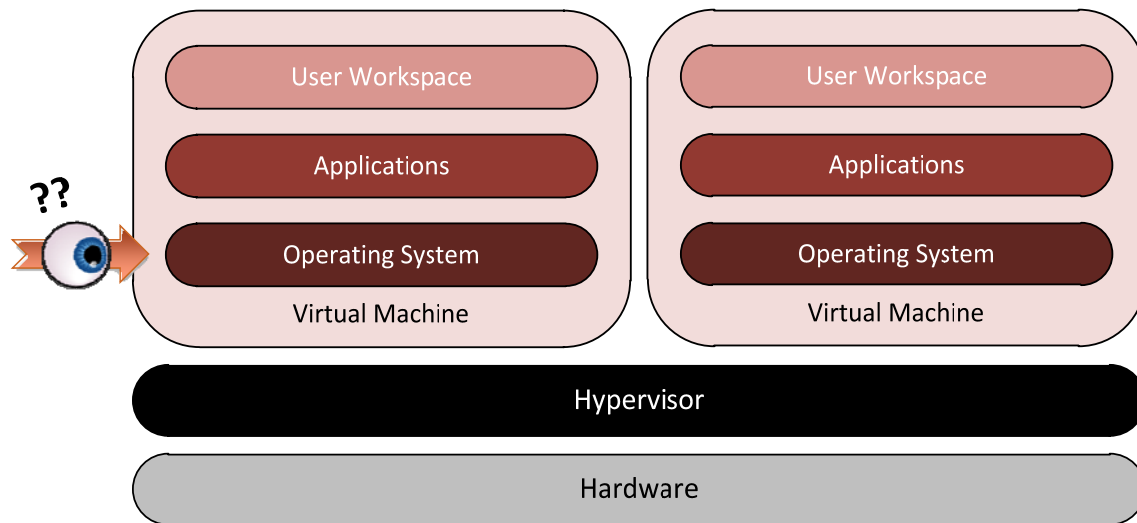 User Workspace
User Workspace
Applications
Applications
??
Operating System
Operating System
Virtual Machine
Virtual Machine
Hypervisor
Hardware